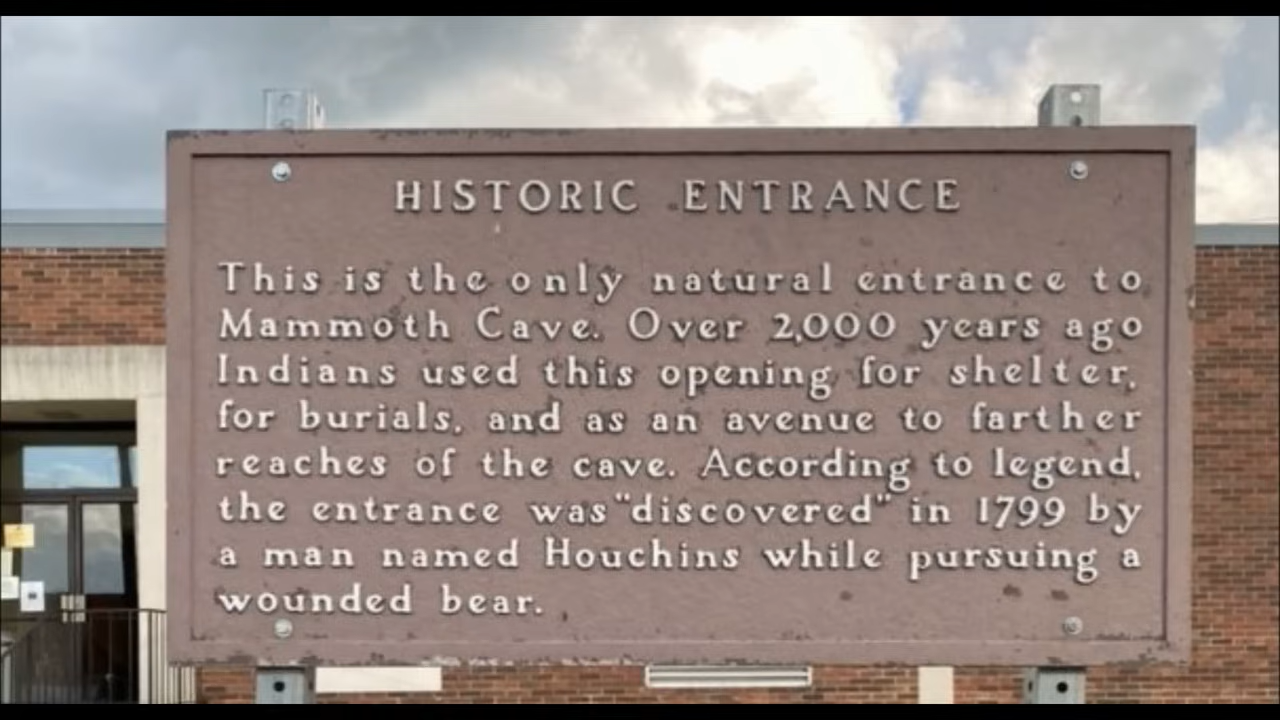 HISTORIC ENTRANCE
This is the only natural entrance to
Mammoth Cave. Over 2,000 years ago
Indians used this opening for shelter,
for burials, and as an avenue to farther
reaches of the cave. According to legend,
the entrance was "discovered" in 1799 by
a man named Houchins while pursuing a
wounded bear.